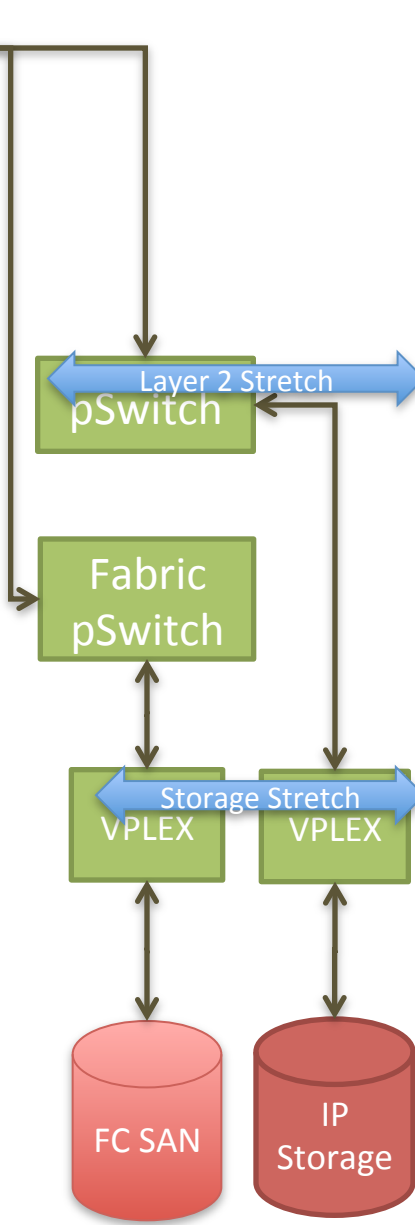 Layer 2 Stretch
pSwitch
Fabric
pSwitch
Storage Stretch
VPLEX
VPLEX
FC SAN
IP
Storage